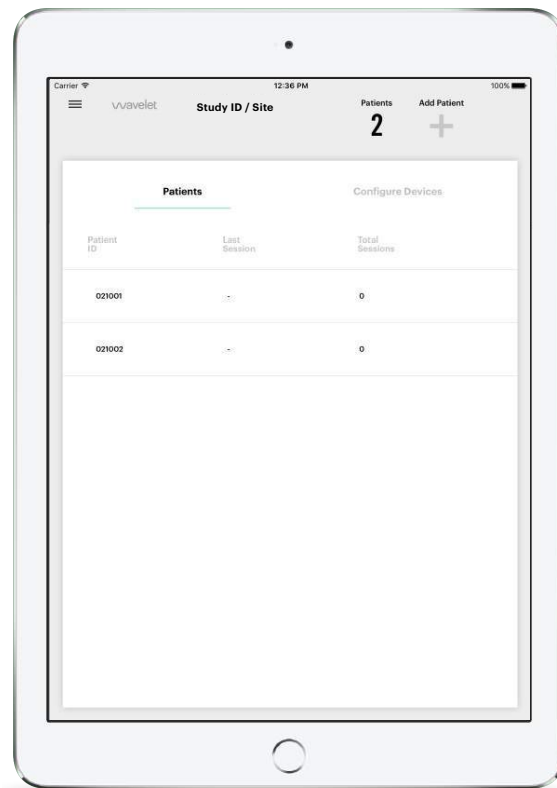 Carrier 12:36 PM 100%
wavelet Study ID / Site Patients Add Patient
2
Patients Configure Devices
Patient ID Last Session Total Sessions
021001 - 0
021002 - 0